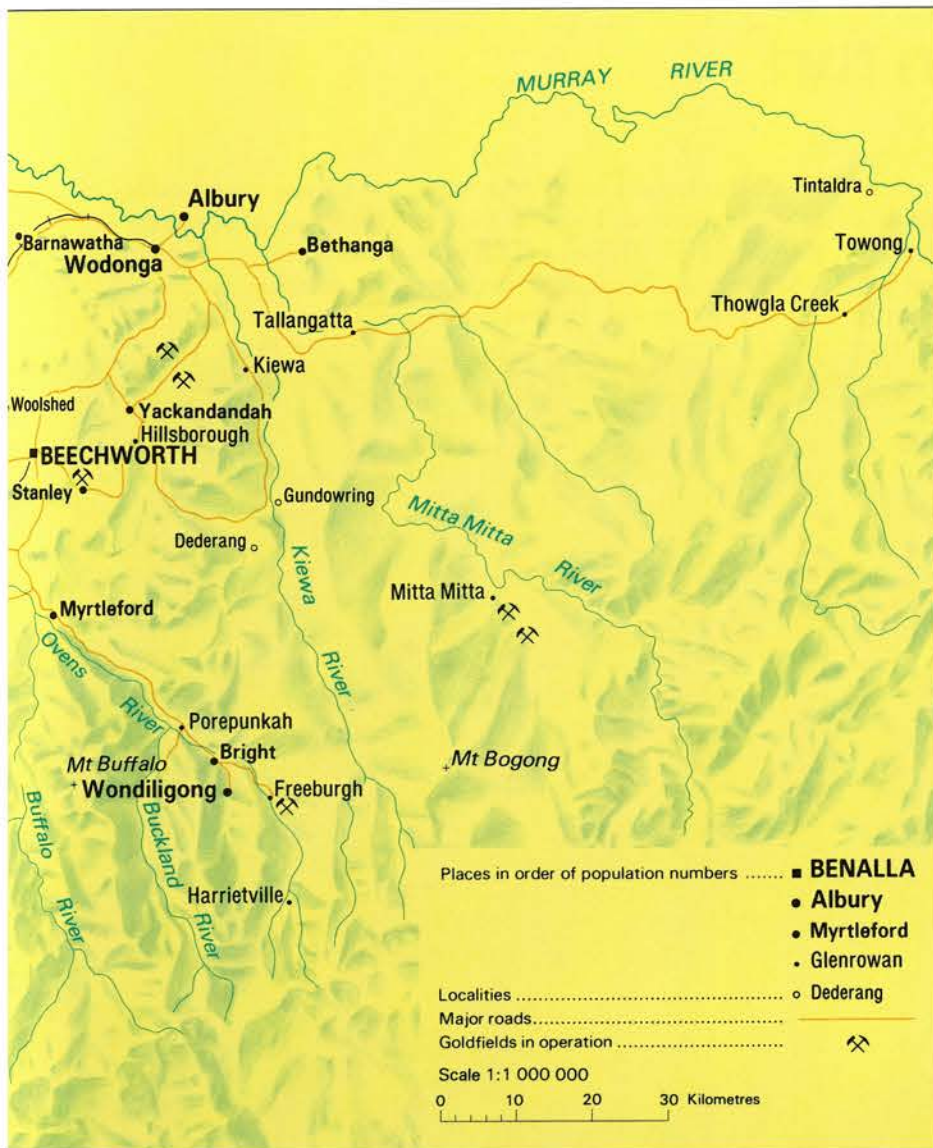 MURRAY RIVER
Tintaldra
Albury
Barnawatha
Wodonga
Bethanga
Towong
Thowgla Creek
Tallangatta
Kiewa
Woolshed
Yackandandah
Hillsborough
BEECHWORTH
Stanley
Gundowring
Mitta Mitta
River
Dederang
Kiewa
River
Mitta Mitta
Myrtleford
Ovens
River
Porepunkah
Bright
Mt Buffalo
Mt Bogong
Wondiligong
Freeburgh
Buffalo
River
Buckland
River
Harrietville
Places in order of population numbers ...... BENALLA
Albury
Myrtleford
Glenrowan
Localities .................................... Dederang
Major roads..................................
Goldfields in operation ......................
Scale 1:1 000 000
0 10 20 30 Kilometres